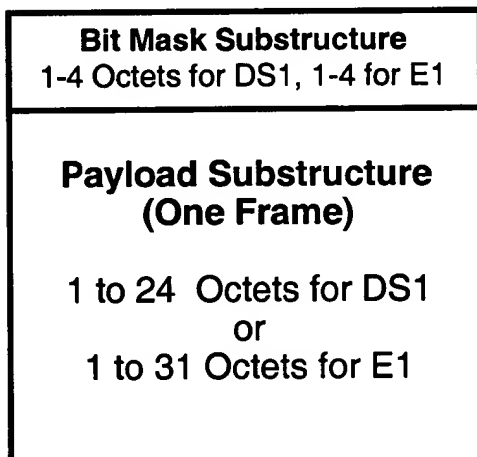 Bit Mask Substructure
1-4 Octets for DS1, 1-4 for E1
Payload Substructure
(One Frame)
1 to 24 Octets for DS1
or
1 to 31 Octets for E1